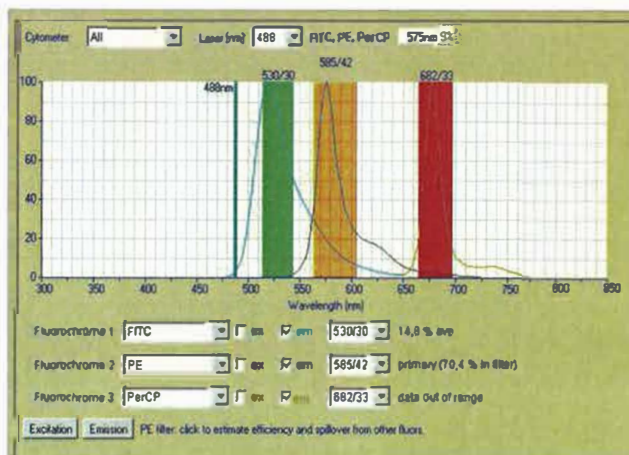 Cytometer All Laser [nm] 488 FITC, PE, PerCP 575nm 9%
585/42
488nm 530/30 682/33
100
80
60
40
20
0
300 350 400 450 500 550 600 650 700 750 800 850
Wavelength (nm)
Fluorochrome 1 FITC ex em 530/30 14,8 % ave
Fluorochrome 2 PE ex em 585/42 primary (70,4 % in filter)
Fluorochrome 3 PerCP ex em 682/33 data out of range
Excitation Emission PE filter: click to estimate efficiency and spillover from other fluors.